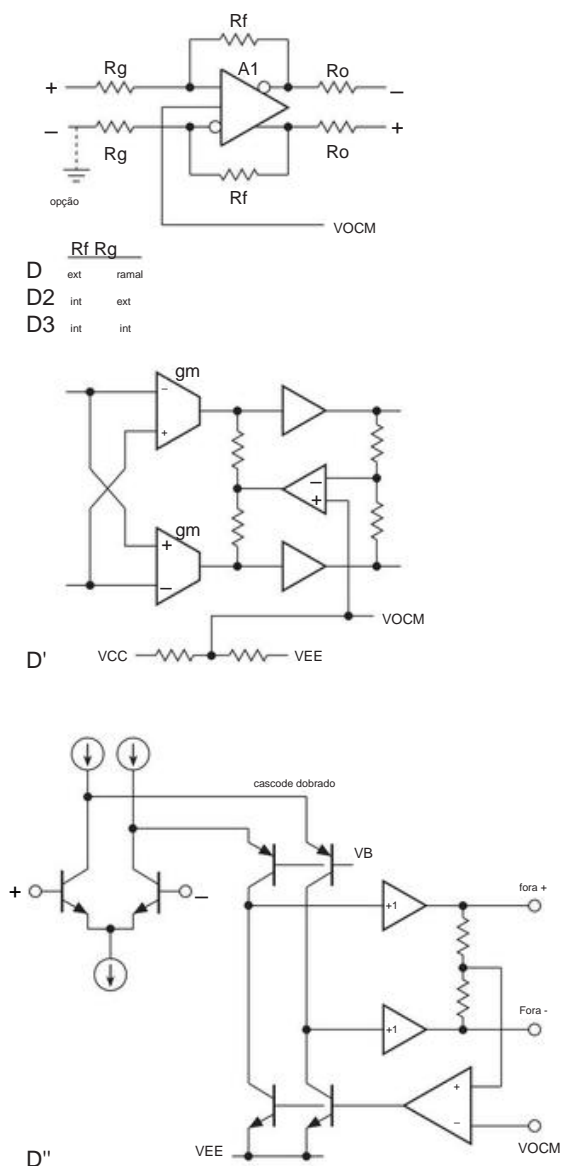 Rf
Rg
A1
Ro
+
−
−
+
Rg
Ro
opção
Rf
VOCM
Rf Rg
D ext ramal
D2 int ext
D3 int int
gm
−
+
−
+
gm
+
−
VOCM
VCC
VEE
D'
cascode dobrado
VB
+
−
+1
fora +
+1
Fora -
+
−
VEE
VOCM
D''